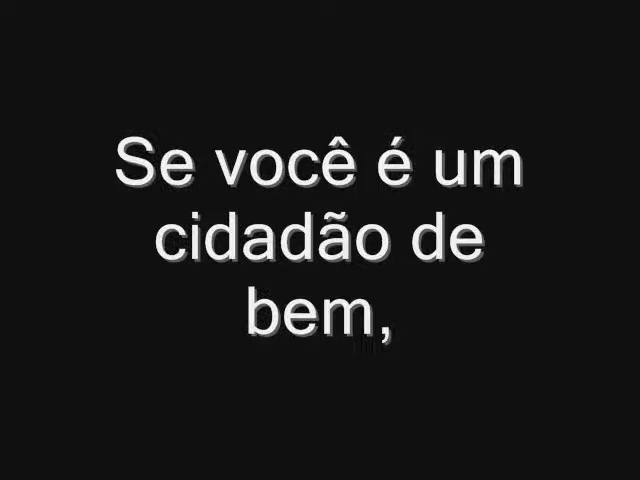 Se você é um
cidadão de
bem,